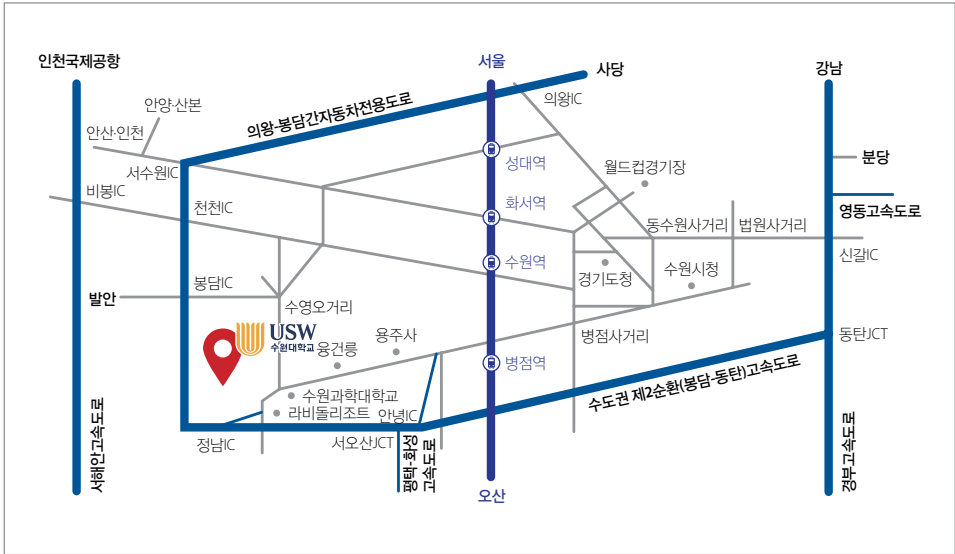 인천국제공항
서울
사당
강남
안양·산본
의왕-봉담간자동차전용도로
의왕IC
안산·인천
서수원IC
성대역
월드컵경기장
분당
비봉IC
천천IC
화서역
영동고속도로
동수원사거리
법원사거리
수원역
신갈IC
봉담IC
경기도청
수원시청
발안
수영오거리
USW
수원대학교
융건릉
용주사
병점사거리
동탄JCT
병점역
수원과학대학교
라비돌리조트
안녕IC
수도권 제2순환(봉담-동탄)고속도로
정남IC
서오산JCT
평택-화성
고속도로
서해안고속도로
경부고속도로
오산